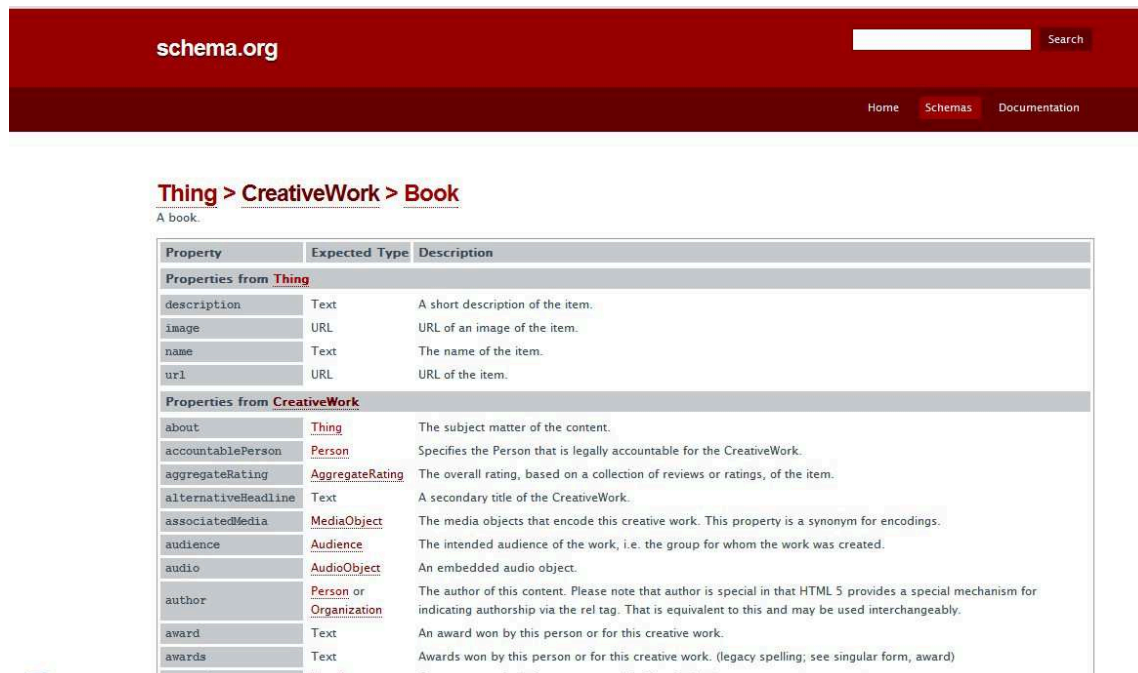 schema.org
Search
Home Schemas Documentation
Thing > CreativeWork > Book
A book.
Property Expected Type Description
Properties from Thing
description Text A short description of the item.
image URL URL of an image of the item.
name Text The name of the item.
url URL URL of the item.
Properties from CreativeWork
about Thing The subject matter of the content.
accountablePerson Person Specifies the Person that is legally accountable for the CreativeWork.
aggregateRating AggregateRating The overall rating, based on a collection of reviews or ratings, of the item.
alternativeHeadline Text A secondary title of the CreativeWork.
associatedMedia MediaObject The media objects that encode this creative work. This property is a synonym for encodings.
audience Audience The intended audience of the work, i.e. the group for whom the work was created.
audio AudioObject An embedded audio object.
author Person or Organization The author of this content. Please note that author is special in that HTML 5 provides a special mechanism for
indicating authorship via the rel tag. That is equivalent to this and may be used interchangeably.
award Text An award won by this person or for this creative work.
awards Text Awards won by this person or for this creative work. (legacy spelling; see singular form, award)